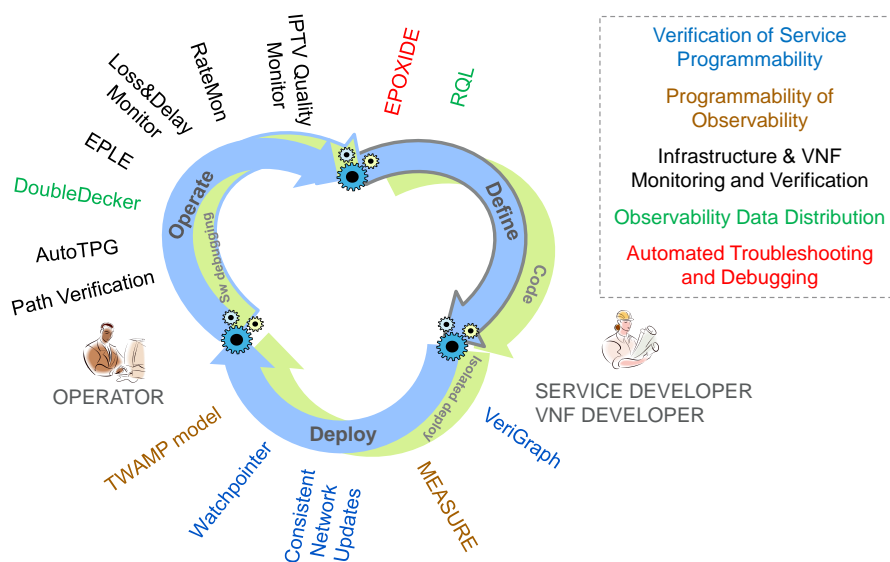 IPTV Quality
Monitor
RateMon
Loss&Delay
Monitor
EPLE
DoubleDecker
AutoTPG
Path Verification
EPOXIDE
RQL
Operate
Sw debugging
Define
Code
Deploy
Isolated deploy
OPERATOR
SERVICE DEVELOPER
VNF DEVELOPER
TWAMP model
Watchpointer
Consistent
Network
Updates
MEASURE
VeriGraph
Verification of Service
Programmability
Programmability of
Observability
Infrastructure & VNF
Monitoring and Verification
Observability Data Distribution
Automated Troubleshooting
and Debugging